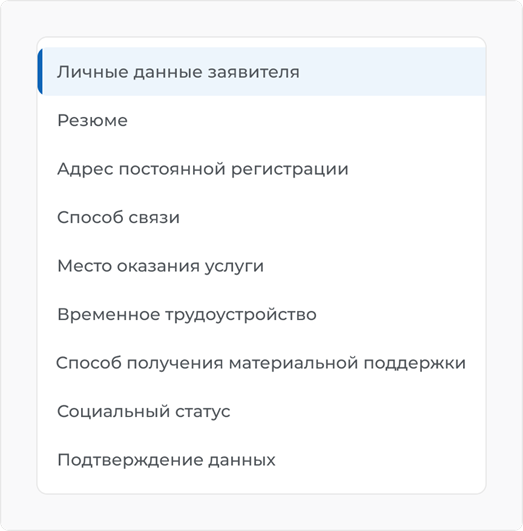 Личные данные заявителя
Резюме
Адрес постоянной регистрации
Способ связи
Место оказания услуги
Временное трудоустройство
Способ получения материальной поддержки
Социальный статус
Подтверждение данных